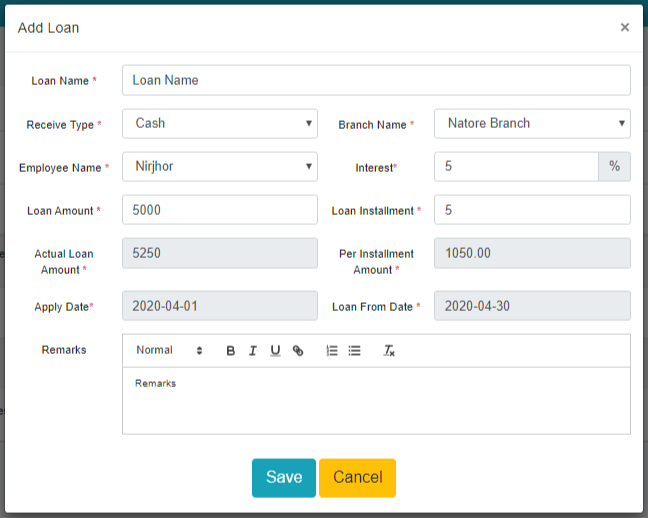 Add Loan ×
Loan Name * Loan Name
Receive Type * Cash Branch Name * Natore Branch
Employee Name * Nirjhor Interest* 5 %
Loan Amount * 5000 Loan Installment * 5
Actual Loan Amount * 5250 Per Installment Amount * 1050.00
Apply Date* 2020-04-01 Loan From Date * 2020-04-30
Remarks Normal B I U
Remarks
Save Cancel